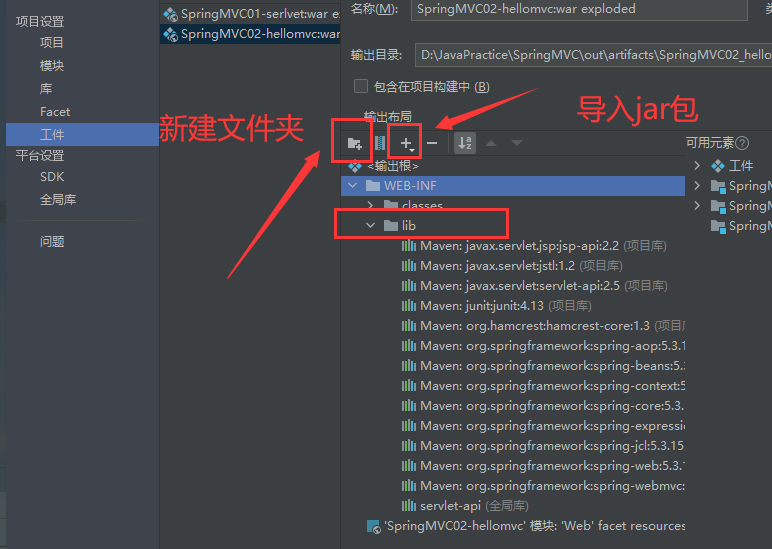 名称(M): SpringMVC02-hellomvc:war exploded
项目设置
项目
模块
库
Facet
工件
平台设置
SDK
全局库
问题
SpringMVC01-serlvet:war ex
SpringMVC02-hellomvc:war
输出目录: D:\JavaPractice\SpringMVC\out\artifacts\SpringMVC02_hello
包含在项目构建中 (B)
输出布局
新建文件夹
导入jar包
可用元素
<输出根>
WEB-INF
classes
lib
Maven: javax.servlet.jsp:jsp-api:2.2 (项目库)
Maven: javax.servlet:jstl:1.2 (项目库)
Maven: javax.servlet:servlet-api:2.5 (项目库)
Maven: junit:junit:4.13 (项目库)
Maven: org.hamcrest:hamcrest-core:1.3 (项目库
Maven: org.springframework:spring-aop:5.3.1
Maven: org.springframework:spring-beans:5.3.
Maven: org.springframework:spring-context:5
Maven: org.springframework:spring-core:5.3.
Maven: org.springframework:spring-expressio
Maven: org.springframework:spring-jcl:5.3.15
Maven: org.springframework:spring-web:5.3.1
Maven: org.springframework:spring-webmvc:
servlet-api (全局库)
'SpringMVC02-hellomvc' 模块: 'Web' facet resources
工件
SpringM
SpringM
SpringM